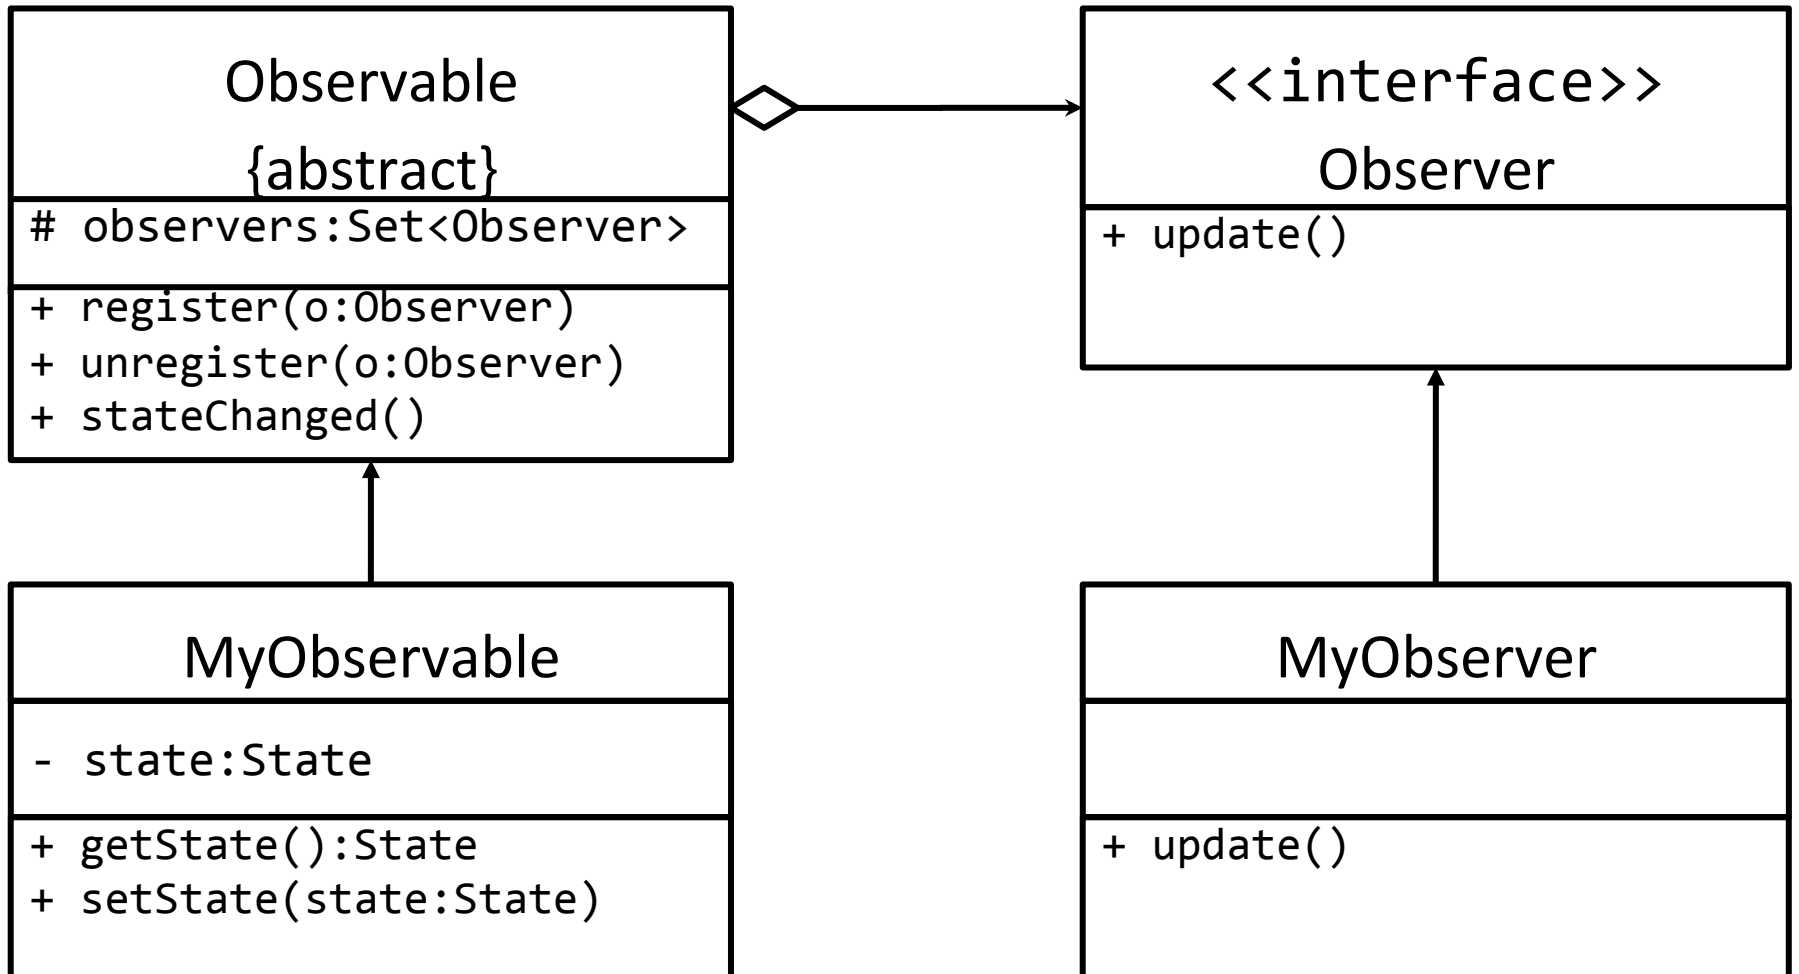 Observable
{abstract}
# observers:Set<Observer>
+ register(o:Observer)
+ unregister(o:Observer)
+ stateChanged()
<<interface>>
Observer
+ update()
MyObservable
- state:State
+ getState():State
+ setState(state:State)
MyObserver
+ update()